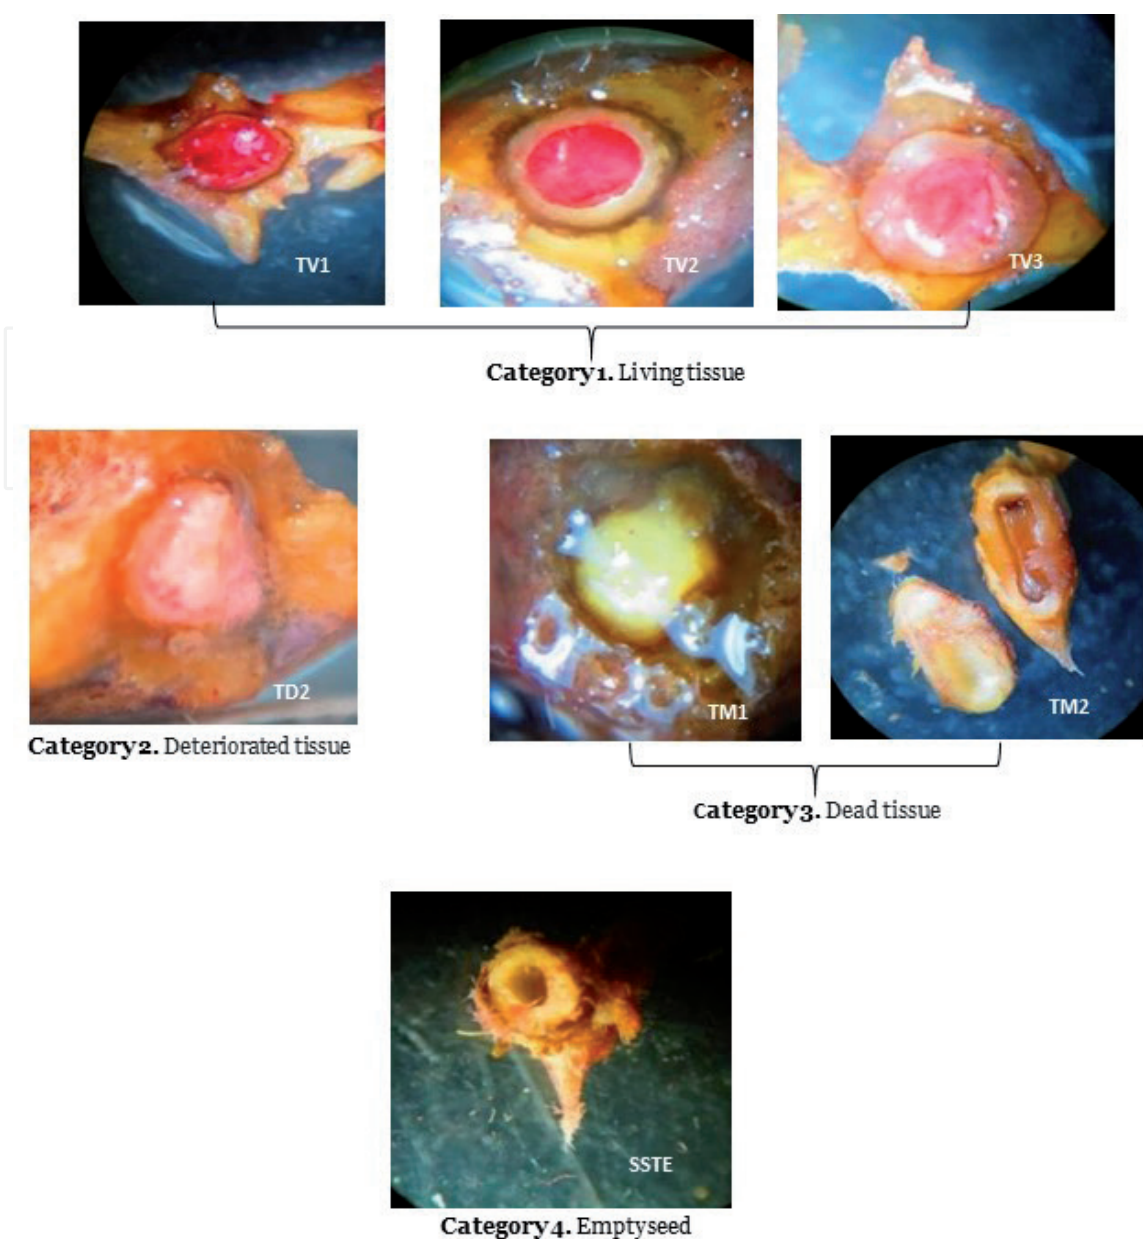 TV1
TV2
TV3
Category1. Living tissue
TD2
TM1
TM2
Category2. Deteriorated tissue
Category3. Dead tissue
SSTE
Category4. Emptyseed